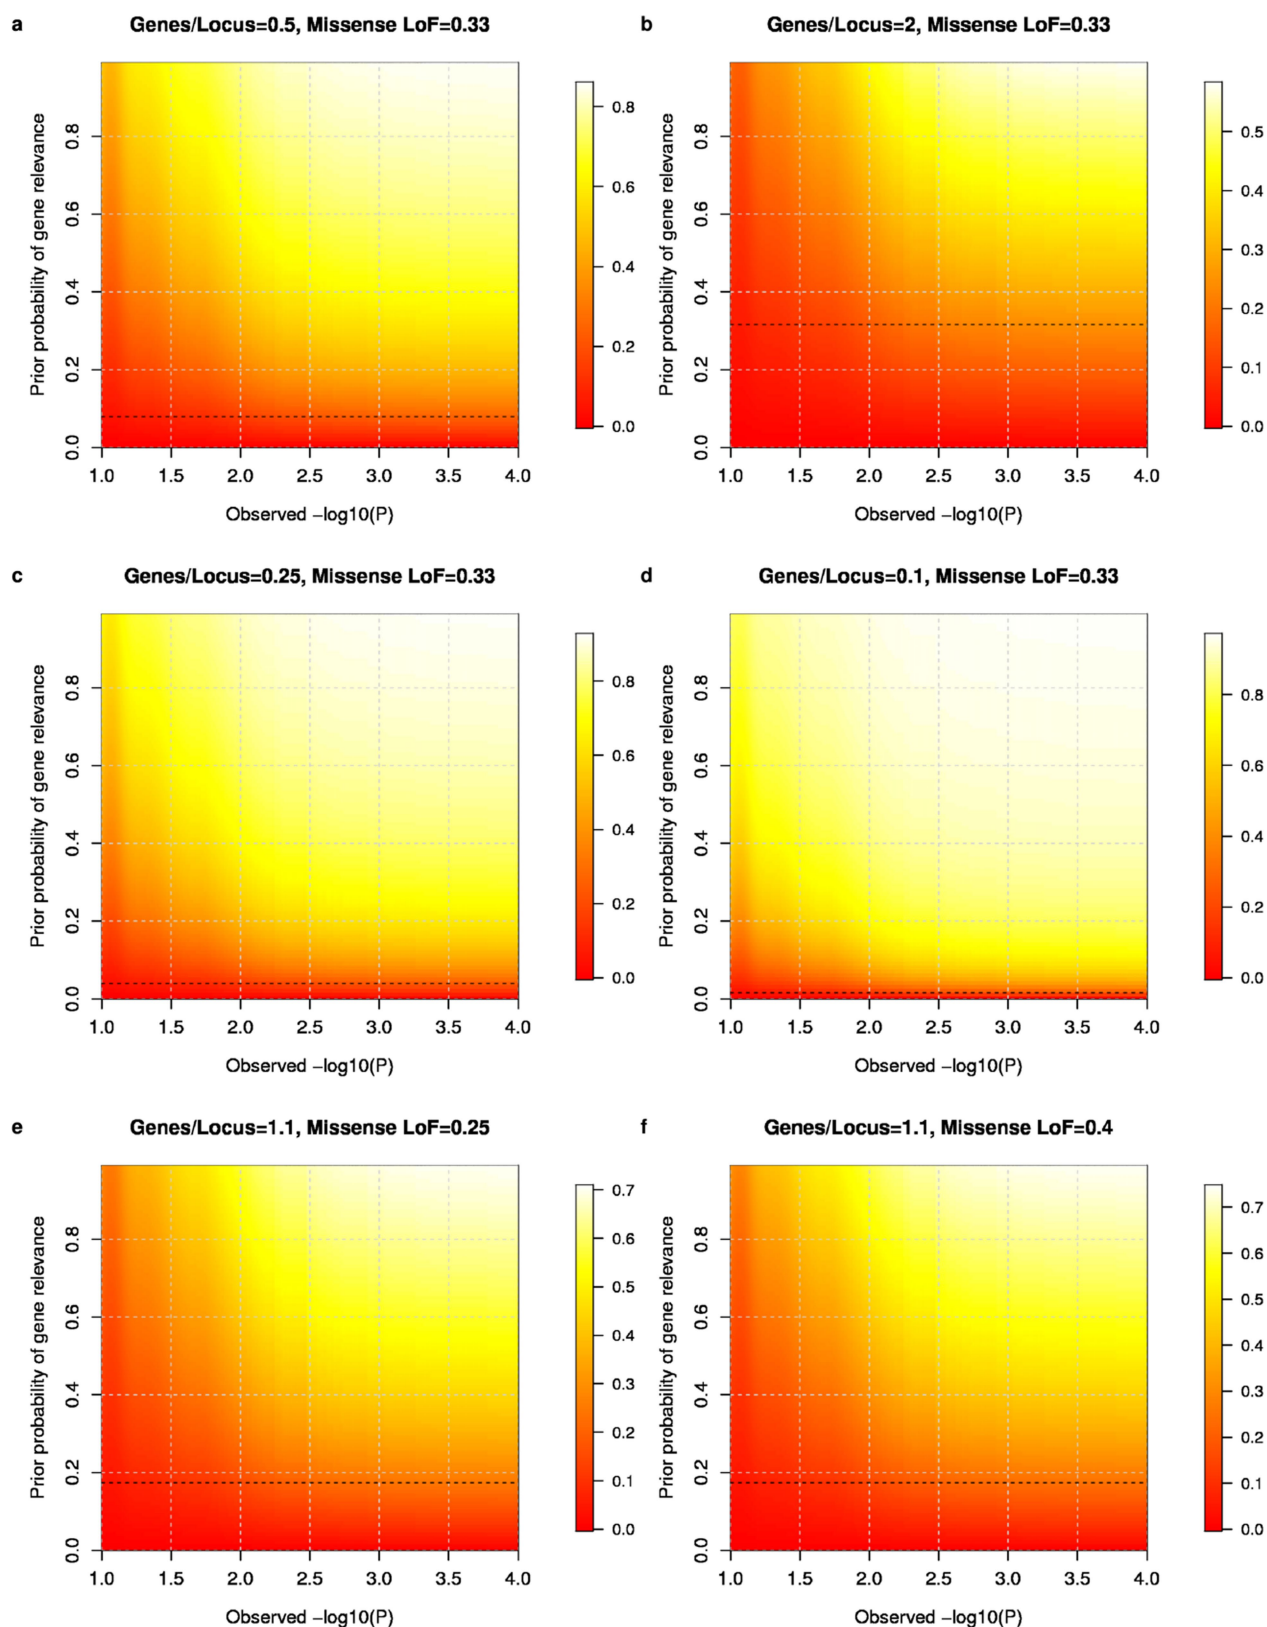 a Genes/Locus=0.5, Missense LoF=0.33
Prior probability of gene relevance
0.8
0.6
0.4
0.2
0.0
1.0 1.5 2.0 2.5 3.0 3.5 4.0
Observed −log10(P)
0.8
0.6
0.4
0.2
0.0
b Genes/Locus=2, Missense LoF=0.33
Prior probability of gene relevance
0.8
0.6
0.4
0.2
0.0
1.0 1.5 2.0 2.5 3.0 3.5 4.0
Observed −log10(P)
0.5
0.4
0.3
0.2
0.1
0.0
c Genes/Locus=0.25, Missense LoF=0.33
Prior probability of gene relevance
0.8
0.6
0.4
0.2
0.0
1.0 1.5 2.0 2.5 3.0 3.5 4.0
Observed −log10(P)
0.8
0.6
0.4
0.2
0.0
d Genes/Locus=0.1, Missense LoF=0.33
Prior probability of gene relevance
0.8
0.6
0.4
0.2
0.0
1.0 1.5 2.0 2.5 3.0 3.5 4.0
Observed −log10(P)
0.8
0.6
0.4
0.2
0.0
e Genes/Locus=1.1, Missense LoF=0.25
Prior probability of gene relevance
0.8
0.6
0.4
0.2
0.0
1.0 1.5 2.0 2.5 3.0 3.5 4.0
Observed −log10(P)
0.7
0.6
0.5
0.4
0.3
0.2
0.1
0.0
f Genes/Locus=1.1, Missense LoF=0.4
Prior probability of gene relevance
0.8
0.6
0.4
0.2
0.0
1.0 1.5 2.0 2.5 3.0 3.5 4.0
Observed −log10(P)
0.7
0.6
0.5
0.4
0.3
0.2
0.1
0.0